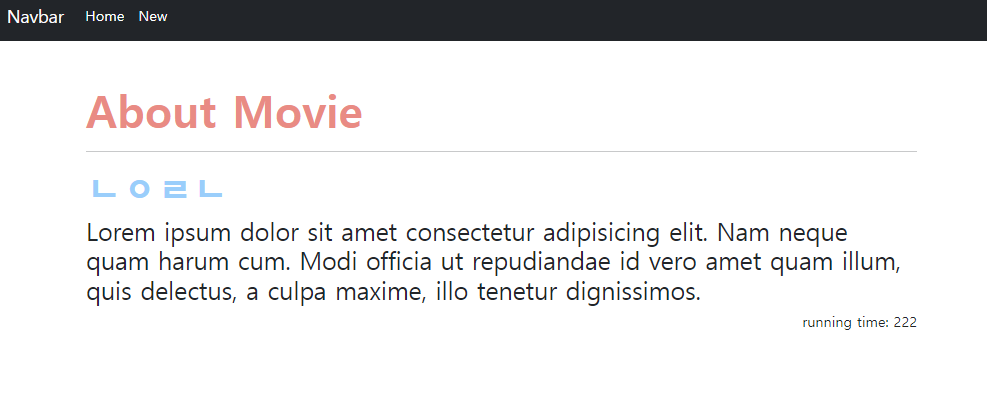 Navbar Home New
About Movie
ㄴㅇㄹㄴ
Lorem ipsum dolor sit amet consectetur adipisicing elit. Nam neque
quam harum cum. Modi officia ut repudiandae id vero amet quam illum,
quis delectus, a culpa maxime, illo tenetur dignissimos.
running time: 222